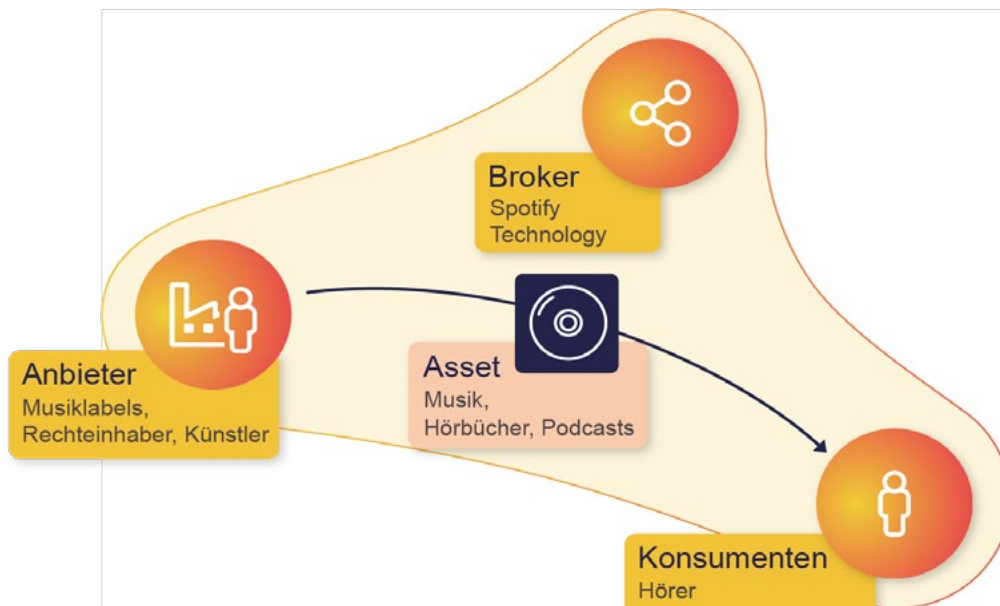 Broker
Spotify
Technology
Anbieter
Musiklabels,
Rechteinhaber, Künstler
Asset
Musik,
Hörbücher, Podcasts
Konsumenten
Hörer